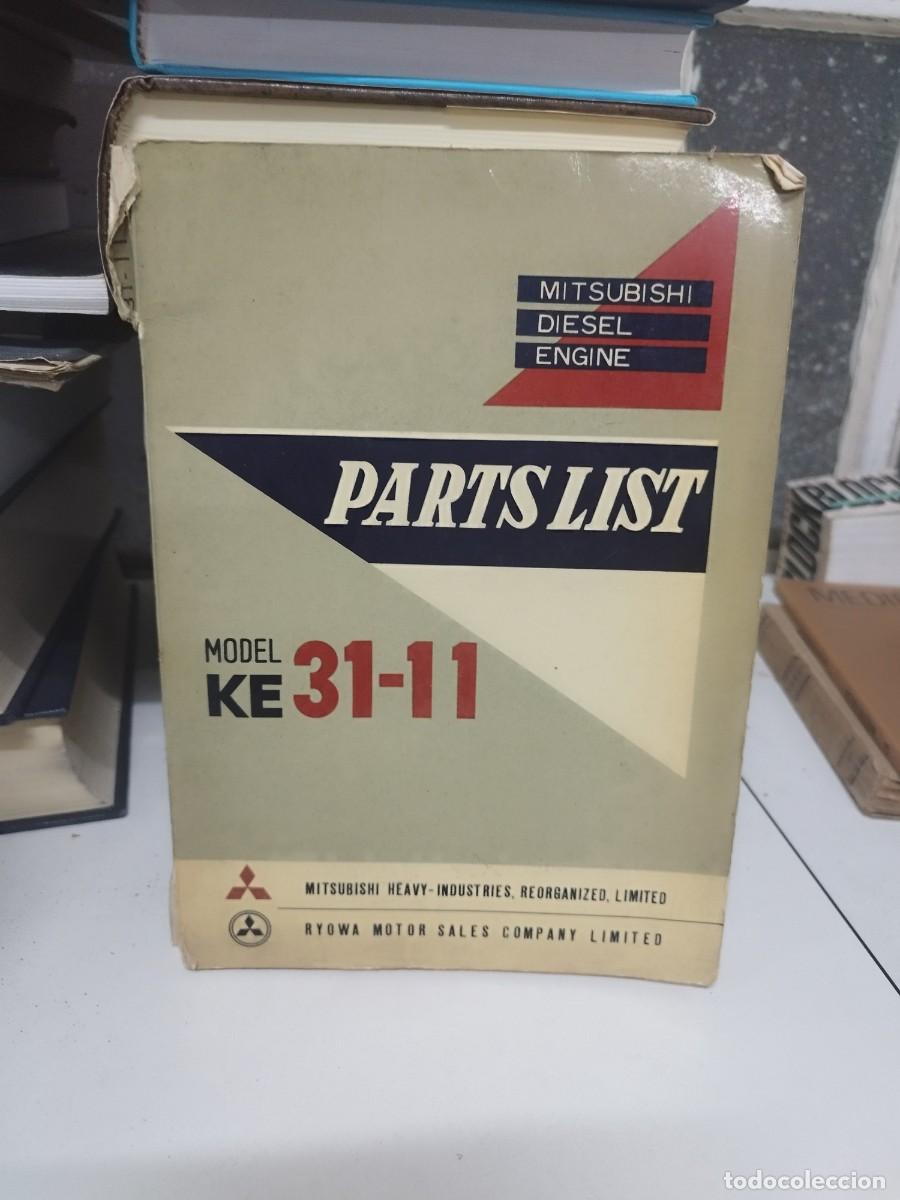 MITSUBISHI
DIESEL
ENGINE
PARTS LIST
MODEL
KE 31-11
MITSUBISHI HEAVY-INDUSTRIES, REORGANIZED, LIMITED
RYOWA MOTOR SALES COMPANY LIMITED
todocoleccion